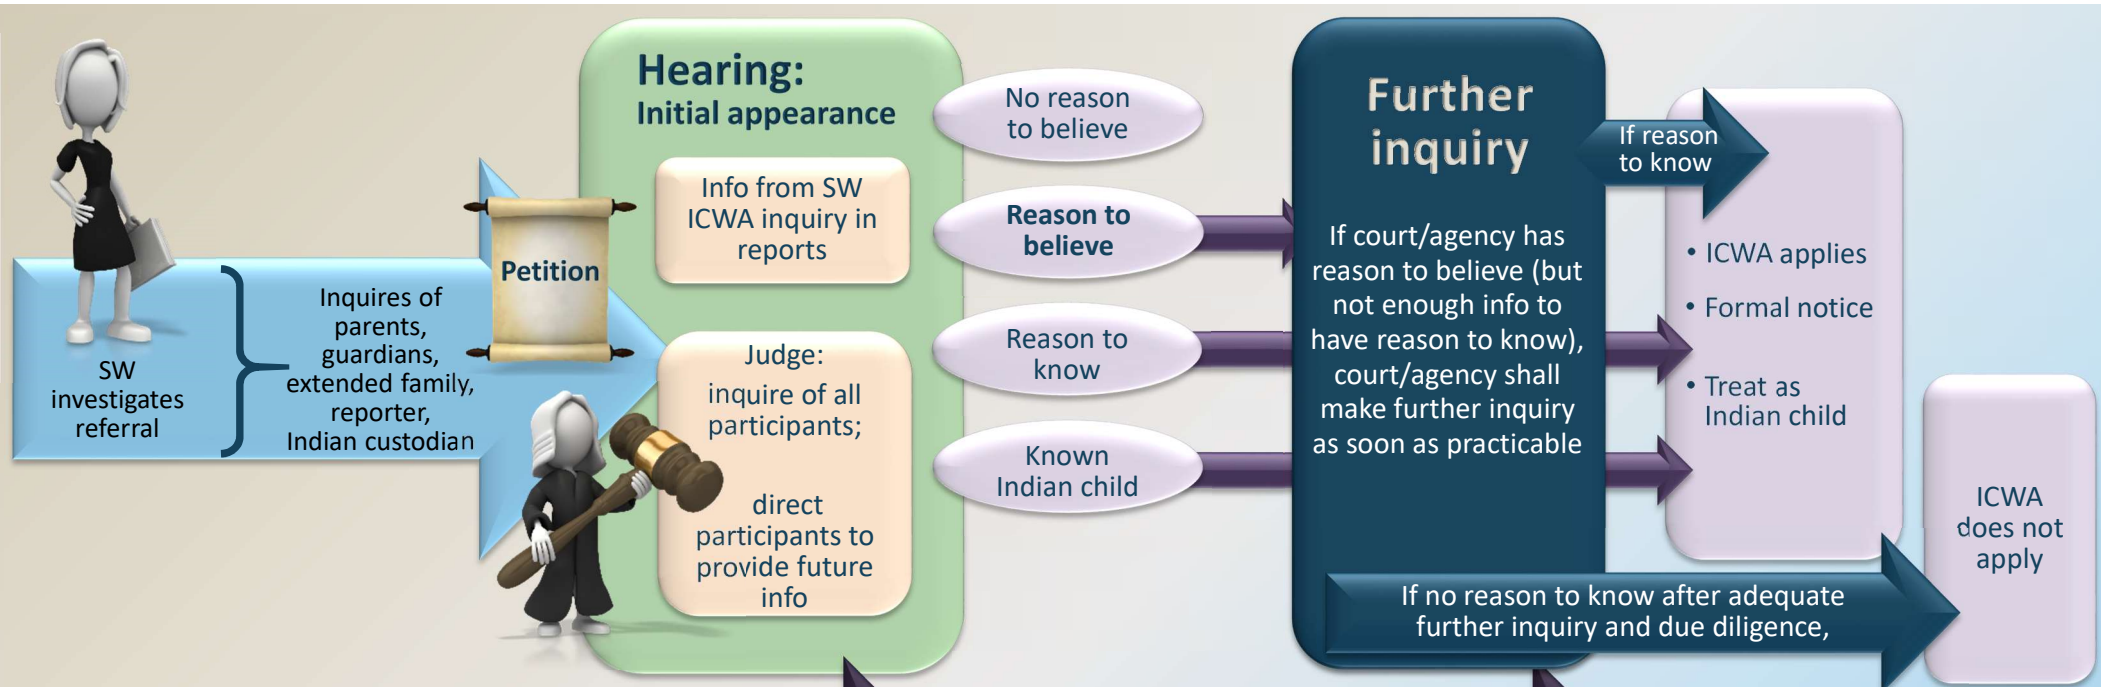 SW
investigates
referral
Inquires of
parents,
guardians,
extended family,
reporter,
Indian custodian
Petition
Hearing:
Initial appearance
Info from SW
ICWA inquiry in
reports
Judge:
inquire of all
participants;
direct
participants to
provide future
info
No reason
to believe
Reason to
believe
Reason to
know
Known
Indian child
Further
inquiry
If court/agency has
reason to believe (but
not enough info to
have reason to know),
court/agency shall
make further inquiry
as soon as practicable
If reason
to know
• ICWA applies
• Formal notice
• Treat as
Indian child
If no reason to know after adequate
further inquiry and due diligence,
ICWA
does not
apply